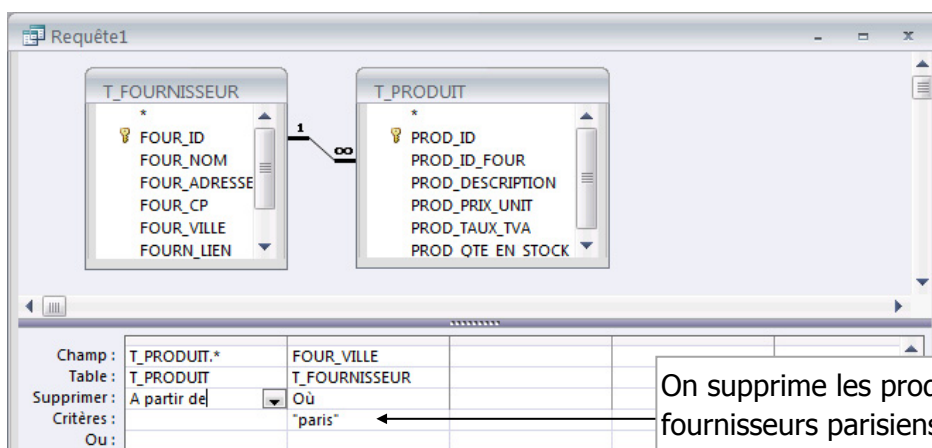 Requête1
T_FOURNISSEUR
*
FOUR_ID
FOUR_NOM
FOUR_ADRESSE
FOUR_CP
FOUR_VILLE
FOURN_LIEN
1
∞
T_PRODUIT
*
PROD_ID
PROD_ID_FOUR
PROD_DESCRIPTION
PROD_PRIX_UNIT
PROD_TAUX_TVA
PROD_QTE_EN_STOCK
Champ : T_PRODUIT.* FOUR_VILLE
Table : T_PRODUIT T_FOURNISSEUR
Supprimer : A partir de Où
Critères : "paris"
Ou :
On supprime les prod
fournisseurs parisiens